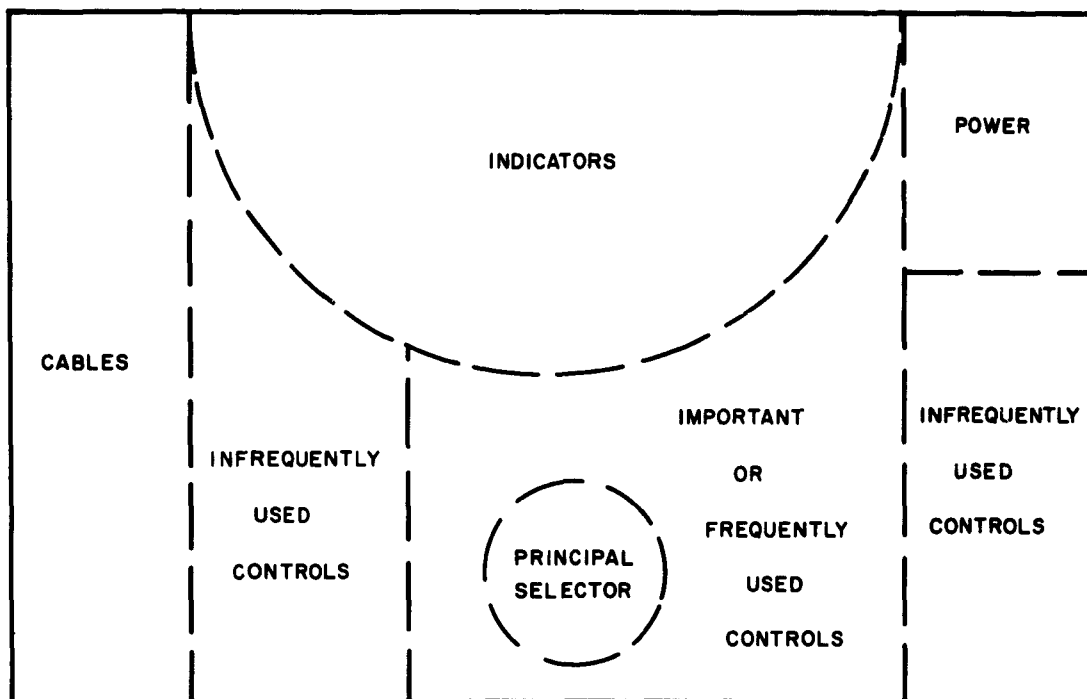 INDICATORS
POWER
CABLES
INFREQUENTLY
USED
CONTROLS
PRINCIPAL
SELECTOR
IMPORTANT
OR
FREQUENTLY
USED
CONTROLS
INFREQUENTLY
USED
CONTROLS